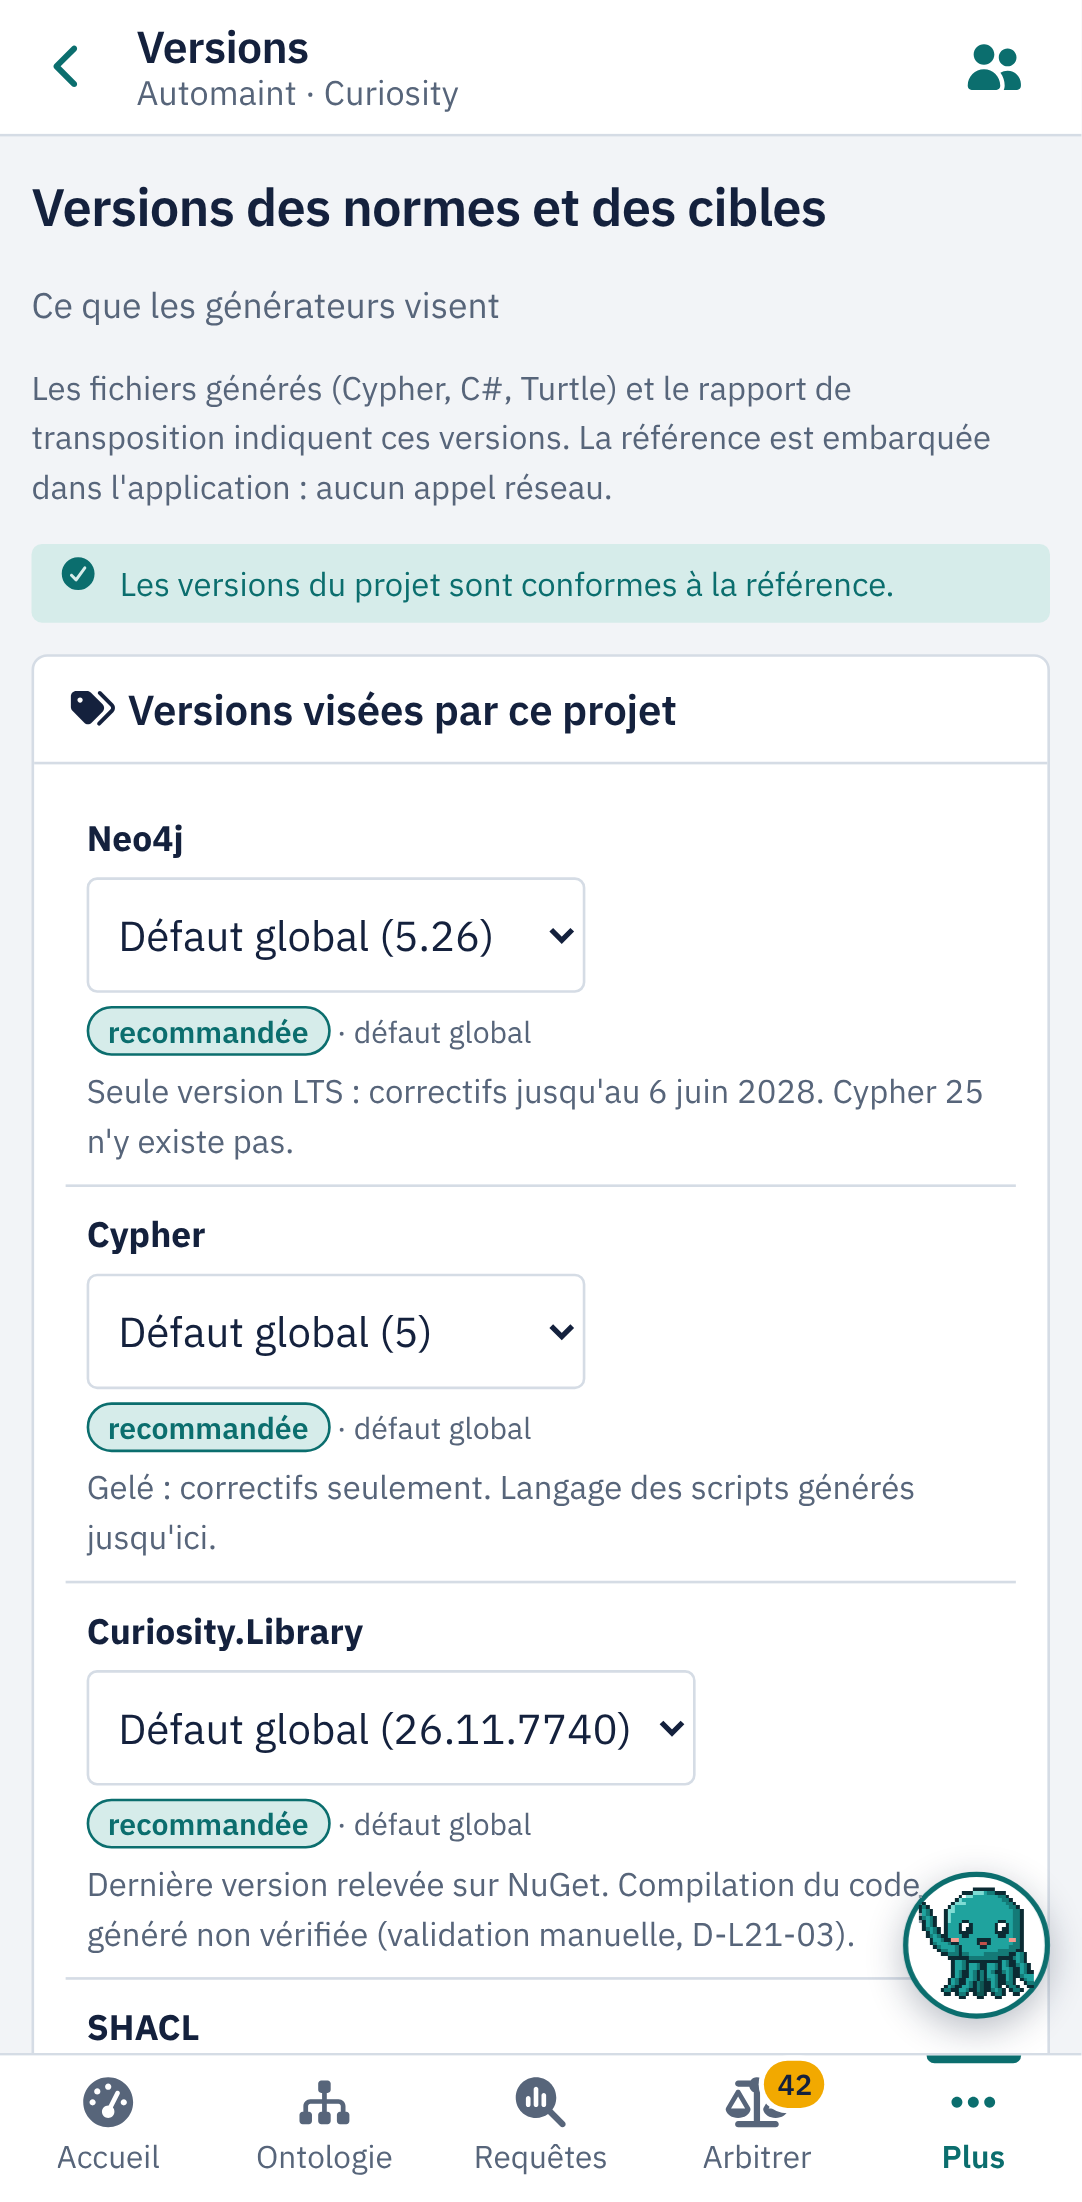 Versions
Automaint · Curiosity
Versions des normes et des cibles
Ce que les générateurs visent
Les fichiers générés (Cypher, C#, Turtle) et le rapport de
transposition indiquent ces versions. La référence est embarquée
dans l'application : aucun appel réseau.
Les versions du projet sont conformes à la référence.
Versions visées par ce projet
Neo4j
Défaut global (5.26)
recommandée · défaut global
Seule version LTS : correctifs jusqu'au 6 juin 2028. Cypher 25
n'y existe pas.
Cypher
Défaut global (5)
recommandée · défaut global
Gelé : correctifs seulement. Langage des scripts générés
jusqu'ici.
Curiosity.Library
Défaut global (26.11.7740)
recommandée · défaut global
Dernière version relevée sur NuGet. Compilation du code
généré non vérifiée (validation manuelle, D-L21-03).
SHACL
42
Accueil
Ontologie
Requêtes
Arbitrer
Plus